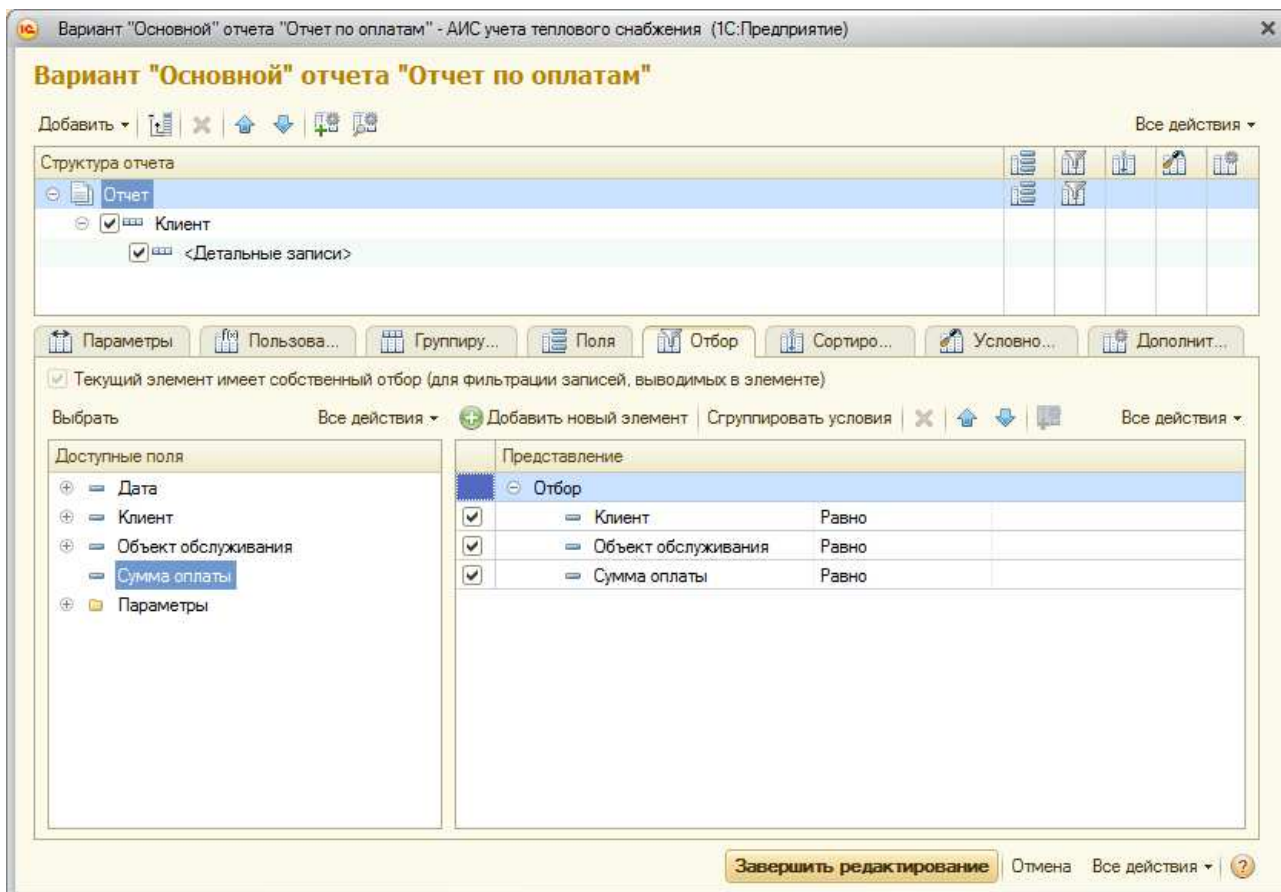 Вариант "Основной" отчета "Отчет по оплатам" - АИС учета теплового снабжения (1С:Предприятие)
Вариант "Основной" отчета "Отчет по оплатам"
Добавить Все действия
Структура отчета
Отчет
Клиент
<Детальные записи>
Параметры Пользова... Группиру... Поля Отбор Сортиро... Условно... Дополнит...
Текущий элемент имеет собственный отбор (для фильтрации записей, выводимых в элементе)
Выбрать Все действия Добавить новый элемент Сгруппировать условия Все действия
Доступные поля Представление
Дата Отбор
Клиент Клиент Равно
Объект обслуживания Объект обслуживания Равно
Сумма оплаты Сумма оплаты Равно
Параметры
Завершить редактирование Отмена Все действия ?